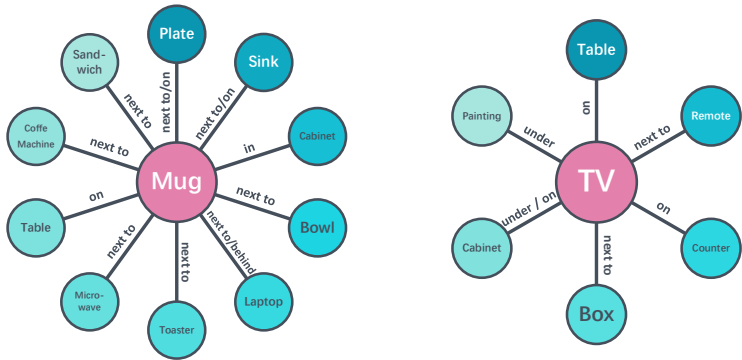 Plate
next to/on
Sink
next to/on
Cabinet
in
Bowl
next to
Laptop
next to/behind
Toaster
next to
Micro-
wave
next to
Table
on
Coffe
Machine
next to
Sand-
wich
next to
Mug
Table
on
Remote
next to
Counter
on
Box
next to
Cabinet
under / on
Painting
under
TV